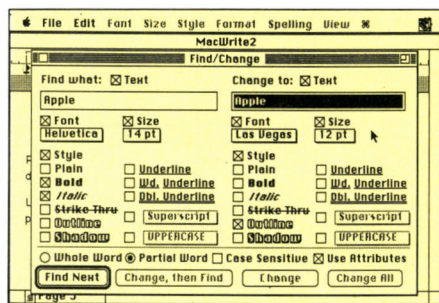 File Edit Font Size Style Format Spelling View
MacWrite2
Find/Change
Find what: Text Change to: Text
Apple Apple
Font Size Font Size
Helvetica 14 pt Las Vegas 12 pt
Style Style
Plain Underline Plain Underline
Bold Wd. Underline Bold Wd. Underline
Italic Dbl. Underline Italic Dbl. Underline
Strike Thru Superscript Strike Thru Superscript
Outline Outline
Shadow UPPERCASE Shadow UPPERCASE
Whole Word Partial Word Case Sensitive Use Attributes
Find Next Change, then Find Change Change All
Page 3